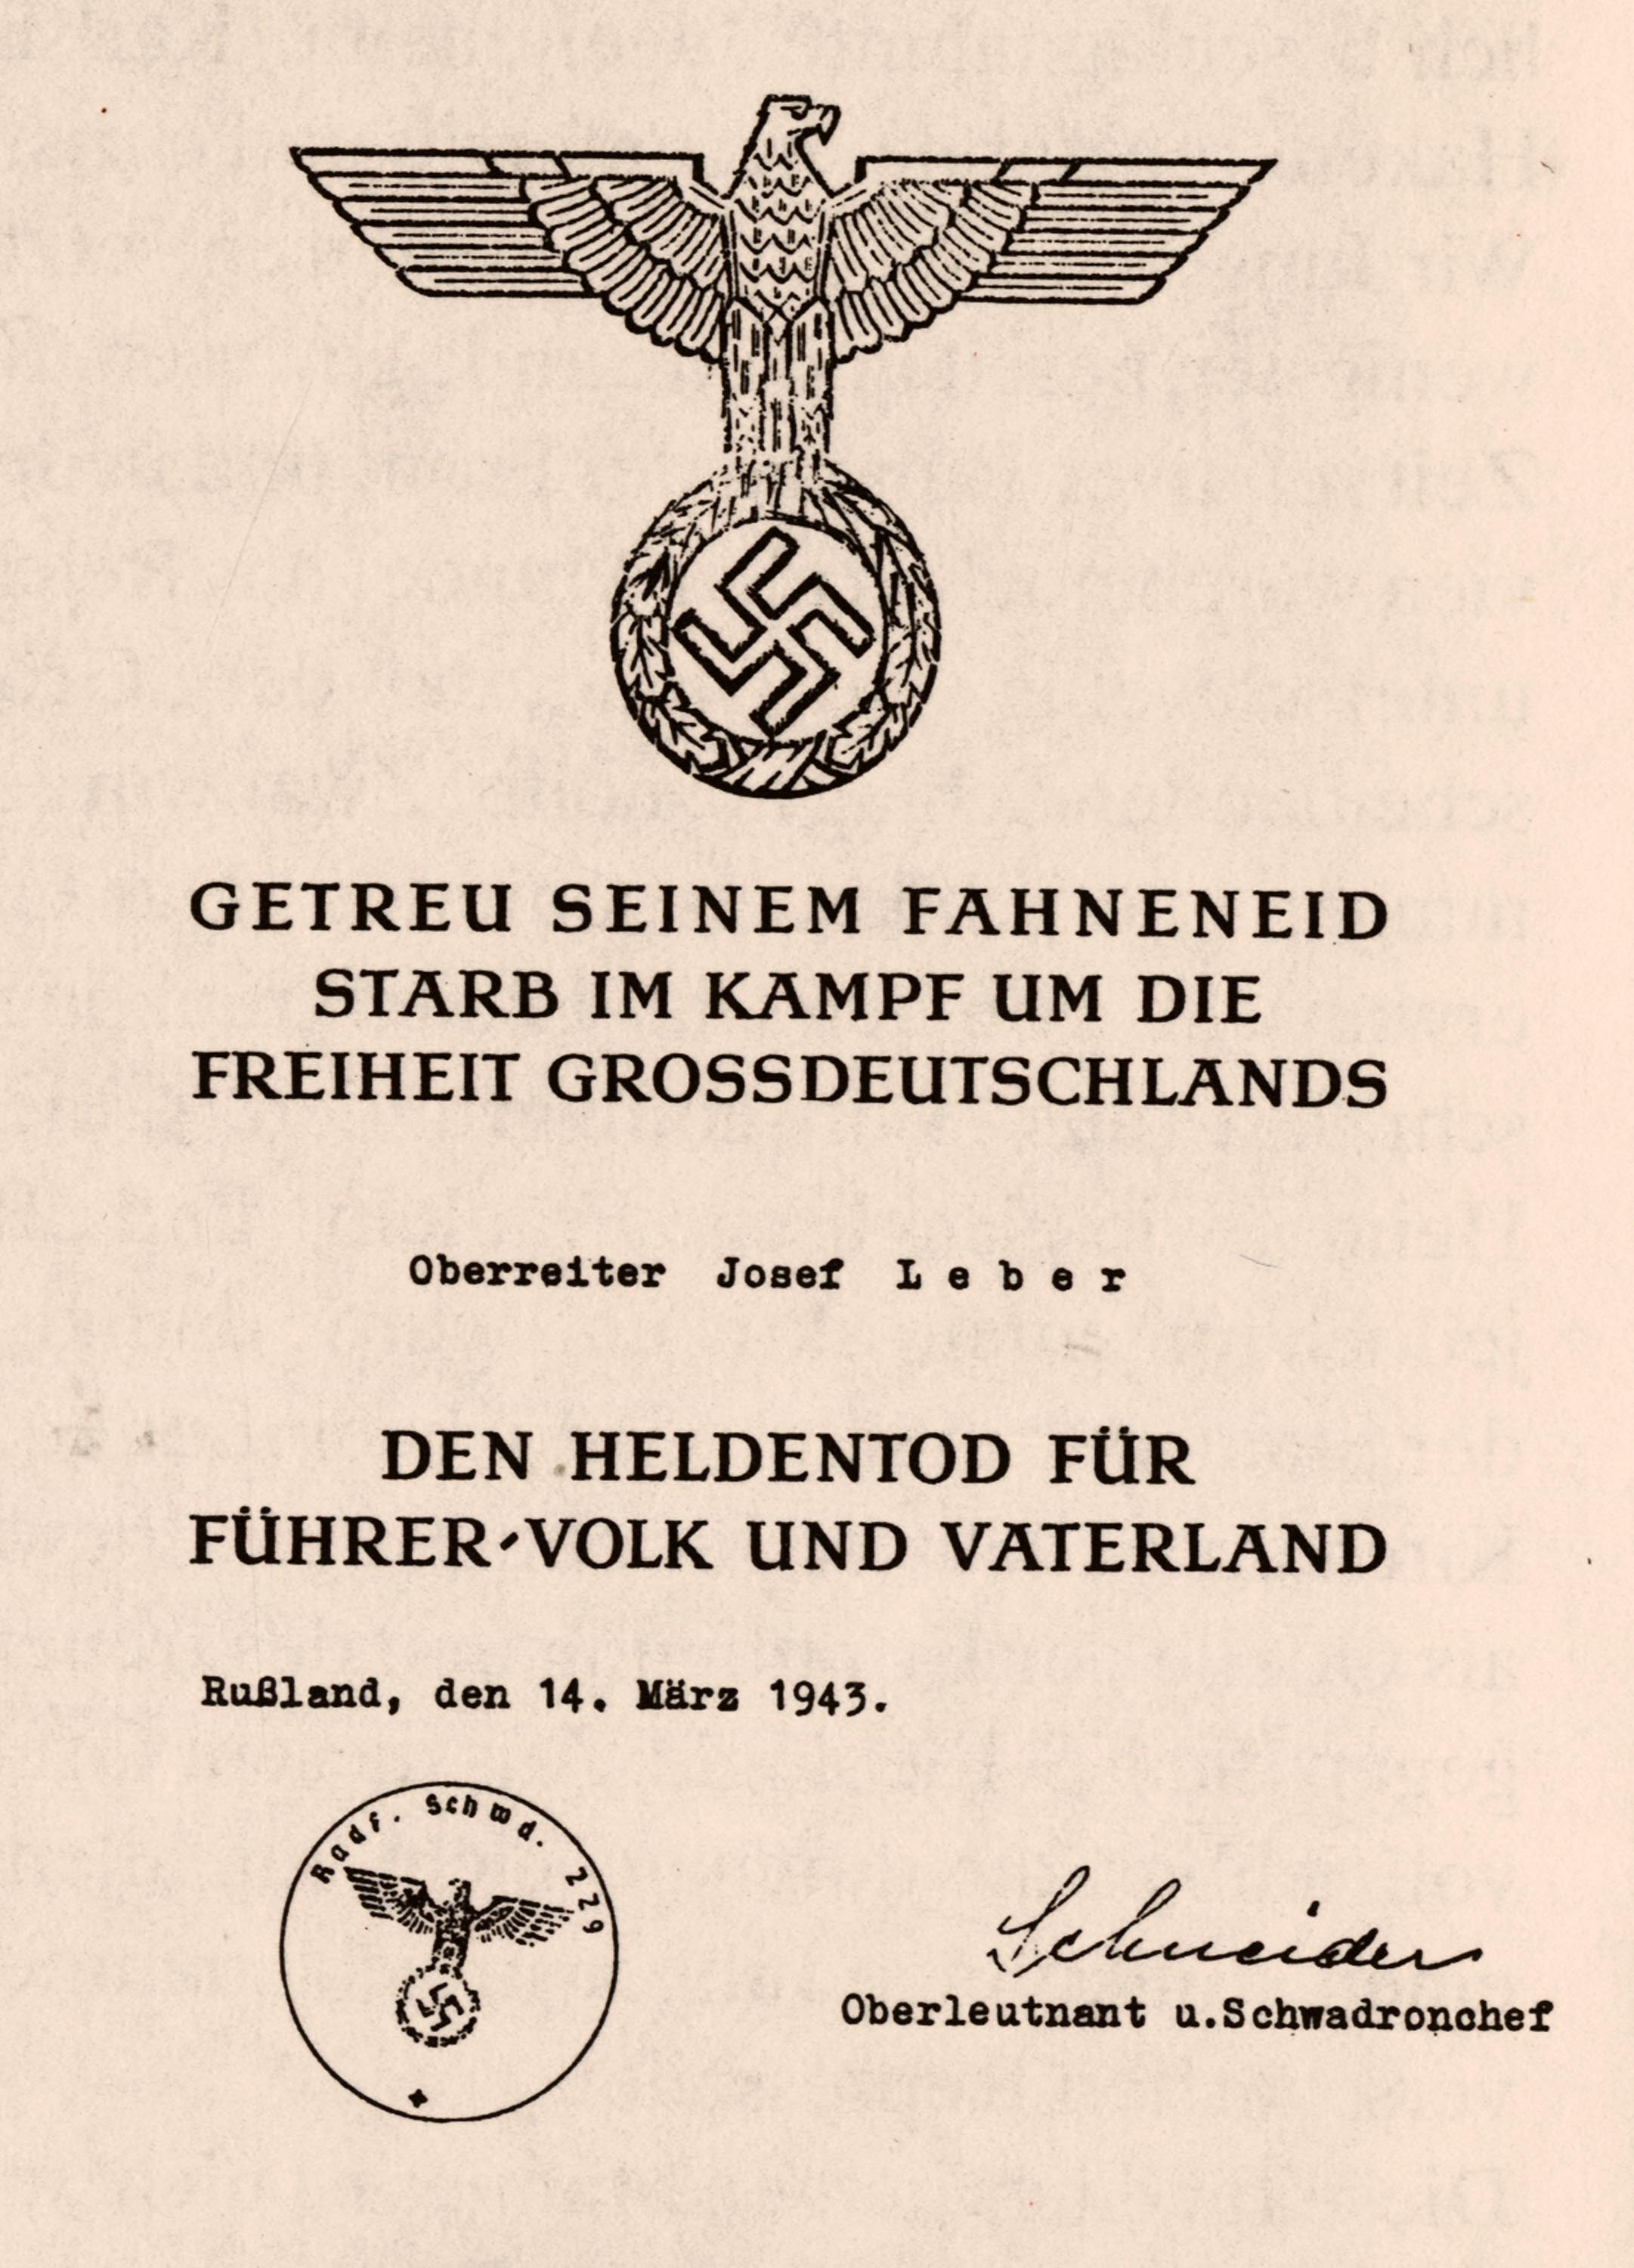 GETREU SEINEM FAHNENEID
STARB IM KAMPF UM DIE
FREIHEIT GROSSDEUTSCHLANDS
Oberreiter Josef L e b e r
DEN HELDENTOD FÜR
FÜHRER, VOLK UND VATERLAND
Rußland, den 14. März 1943.
Radf. Schwd. 229
Schneider
Oberleutnant u.Schwadronchef